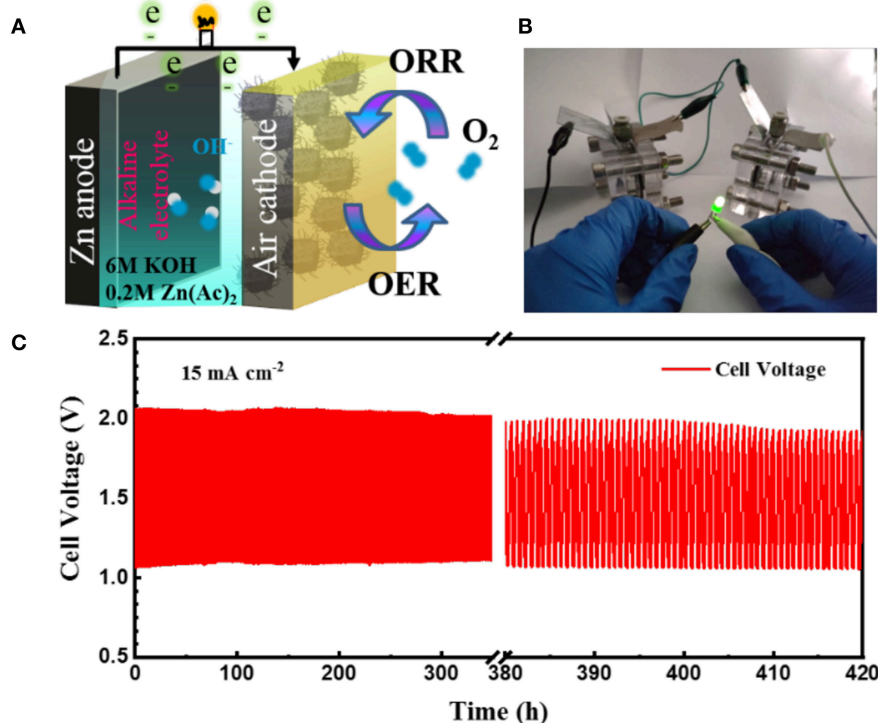 A
e
-
e
-
e
-
e
-
Zn anode
Alkaline
electrolyte
OH-
6M KOH
0.2M Zn(Ac)2
Air cathode
ORR
O2
OER
B
C
15 mA cm-2
Cell Voltage
Cell Voltage (V)
2.5
2.0
1.5
1.0
0.5
0
100
200
300
380
390
400
410
420
Time (h)